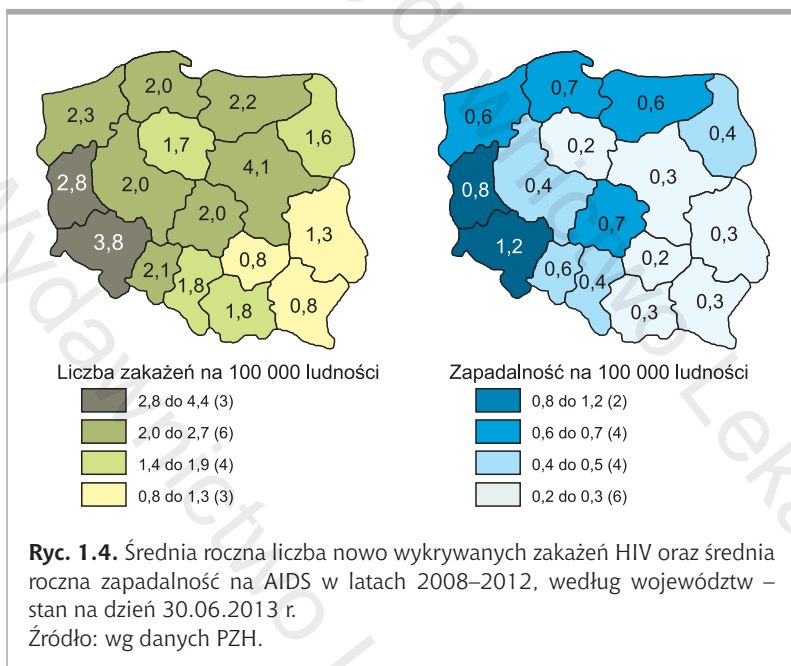 2,0
2,3
2,2
1,7
1,6
2,8
2,0
4,1
2,0
3,8
1,3
0,8
2,1
1,8
1,8
0,8
Liczba zakażeń na 100 000 ludności
2,8 do 4,4 (3)
2,0 do 2,7 (6)
1,4 do 1,9 (4)
0,8 do 1,3 (3)
0,7
0,6
0,6
0,4
0,2
0,8
0,4
0,3
0,7
1,2
0,3
0,2
0,6
0,4
0,3
0,3
Zapadalność na 100 000 ludności
0,8 do 1,2 (2)
0,6 do 0,7 (4)
0,4 do 0,5 (4)
0,2 do 0,3 (6)
Ryc. 1.4. Średnia roczna liczba nowo wykrywanych zakażeń HIV oraz średnia
roczna zapadalność na AIDS w latach 2008–2012, według województw –
stan na dzień 30.06.2013 r.
Źródło: wg danych PZH.
Wydawnictwo L
dawnictwo Leka